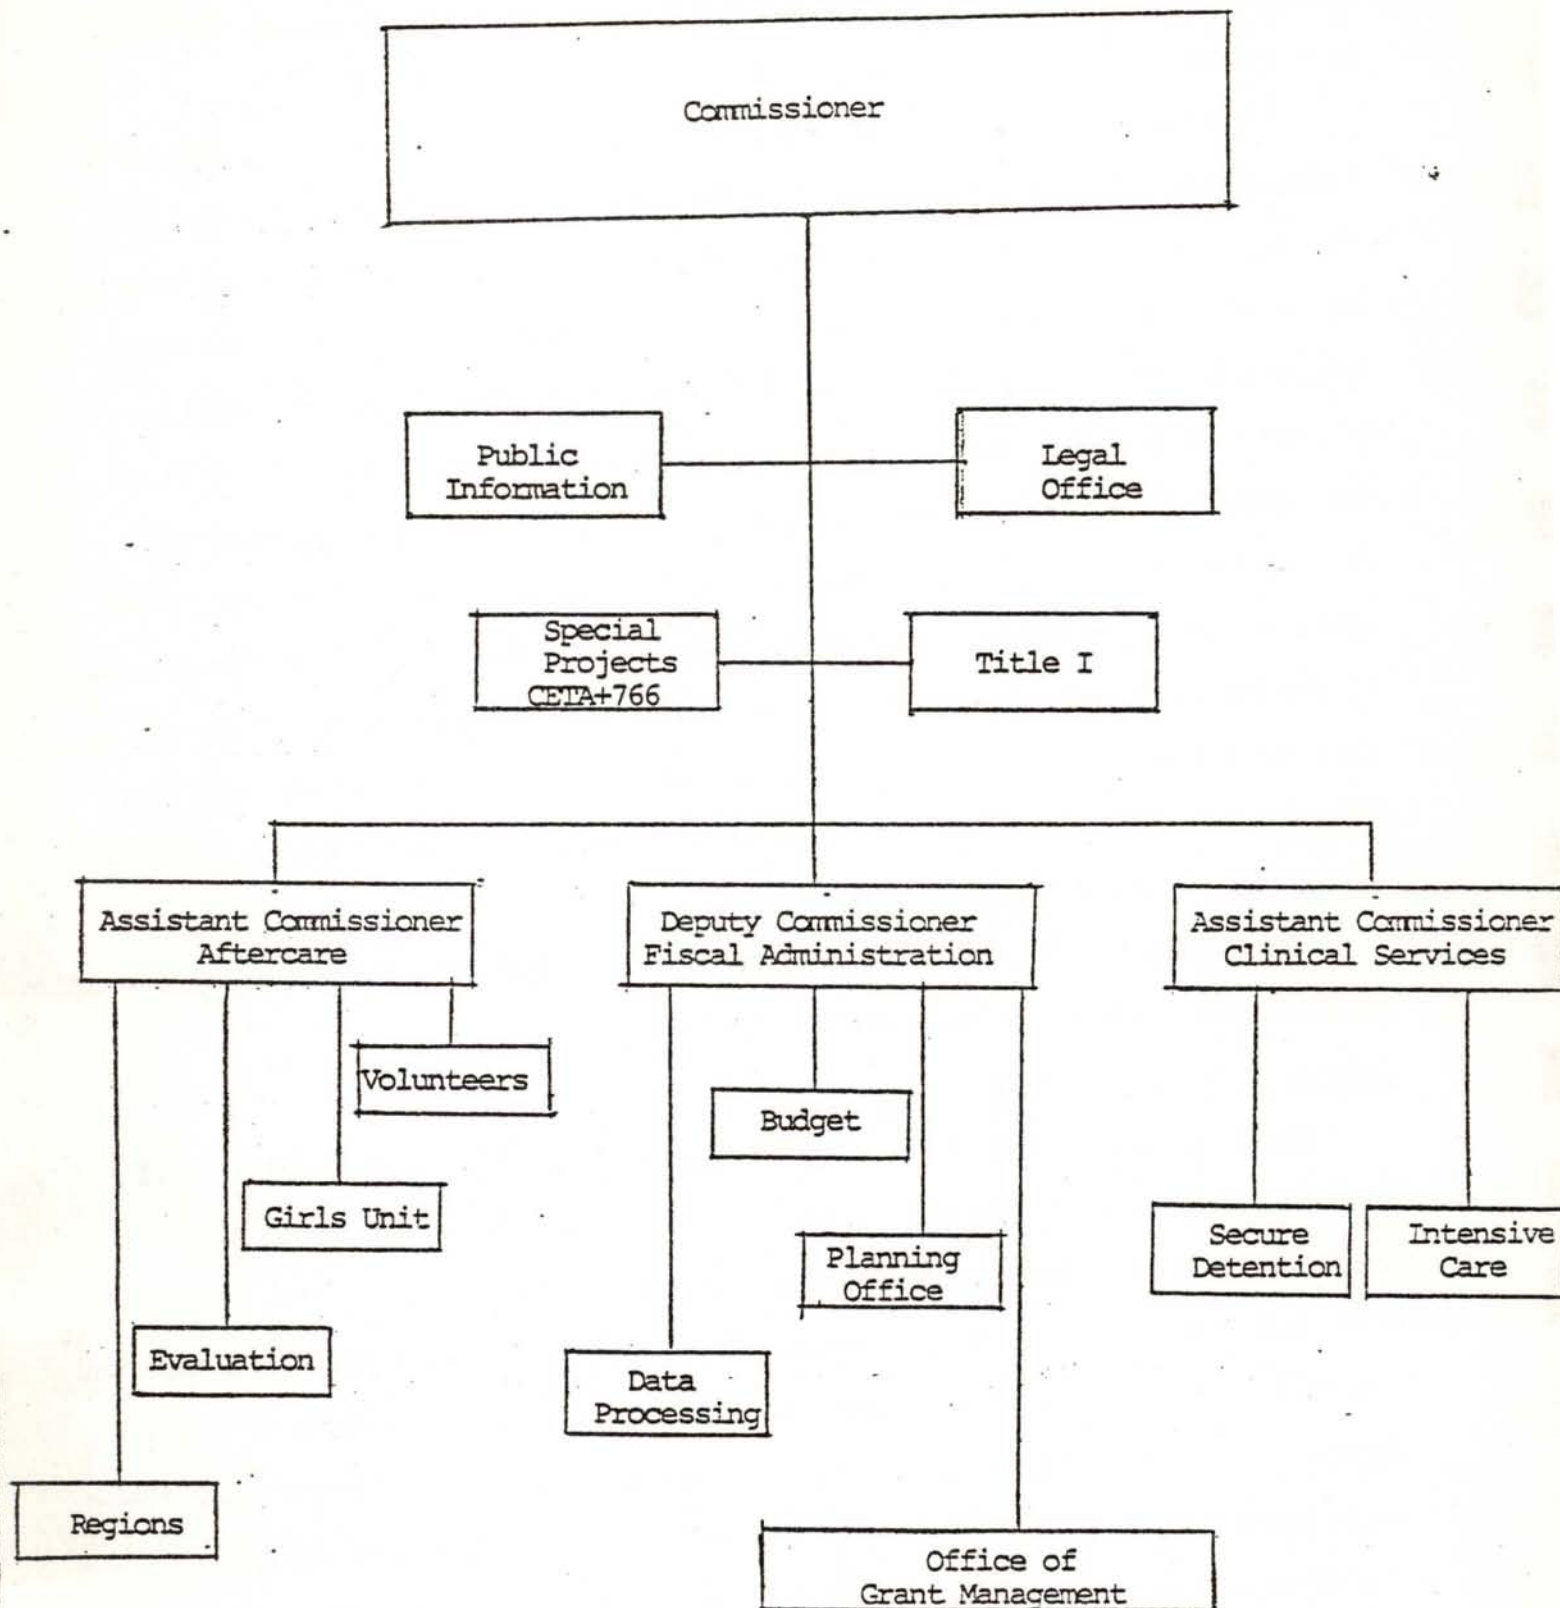 Commissioner
Public
Information
Legal
Office
Special
Projects
CETA+766
Title I
Assistant Commissioner
Aftercare
Deputy Commissioner
Fiscal Administration
Assistant Commissioner
Clinical Services
Volunteers
Budget
Girls Unit
Secure
Detention
Intensive
Care
Planning
Office
Evaluation
Data
Processing
Regions
Office of
Grant Management